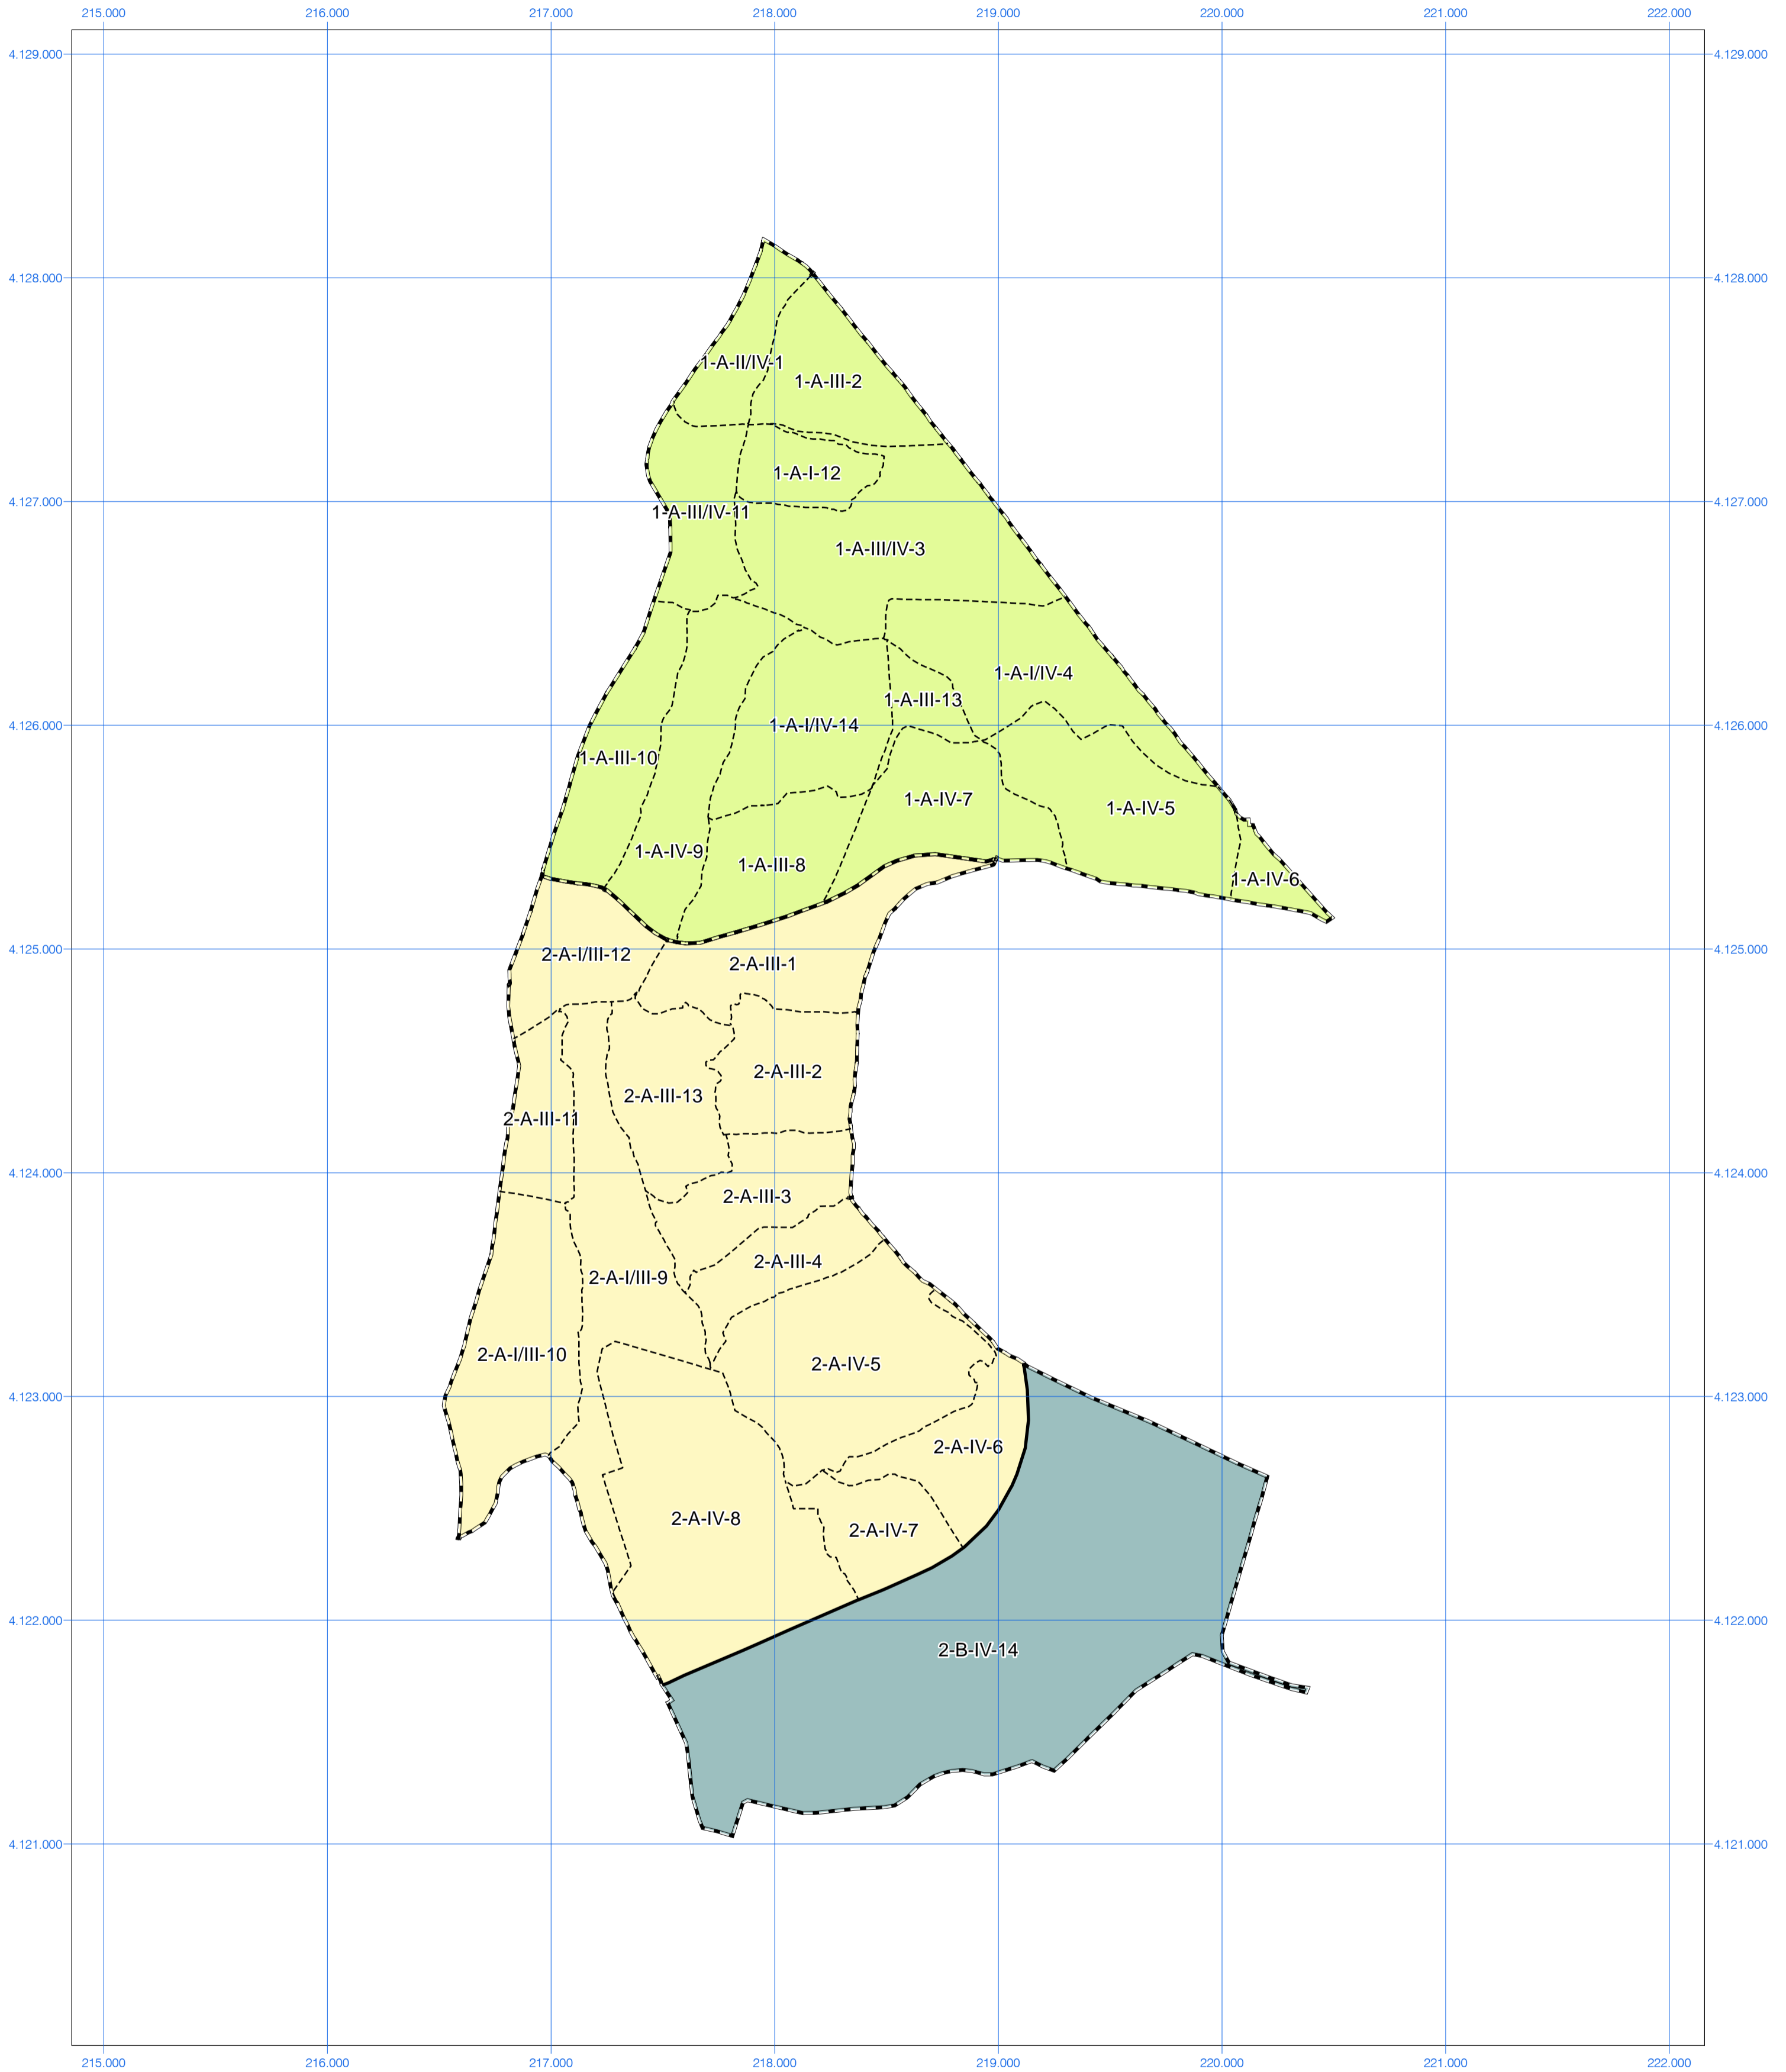 215.000 216.000 217.000 218.000 219.000 220.000 221.000 222.000
4.129.000 4.129.000
4.128.000 4.128.000
1-A-II/IV-1
1-A-III-2
1-A-I-12
4.127.000 4.127.000
1-A-III/IV-11
1-A-III/IV-3
1-A-I/IV-4
1-A-III-13
4.126.000 1-A-I/IV-14 4.126.000
1-A-III-10
1-A-IV-7
1-A-IV-5
1-A-IV-9
1-A-III-8
1-A-IV-6
4.125.000 4.125.000
2-A-I/III-12
2-A-III-1
2-A-III-2
2-A-III-13
2-A-III-11
4.124.000 4.124.000
2-A-III-3
2-A-III-4
2-A-I/III-9
2-A-I/III-10
2-A-IV-5
4.123.000 4.123.000
2-A-IV-6
2-A-IV-8
2-A-IV-7
4.122.000 4.122.000
2-B-IV-14
4.121.000 4.121.000
215.000 216.000 217.000 218.000 219.000 220.000 221.000 222.000